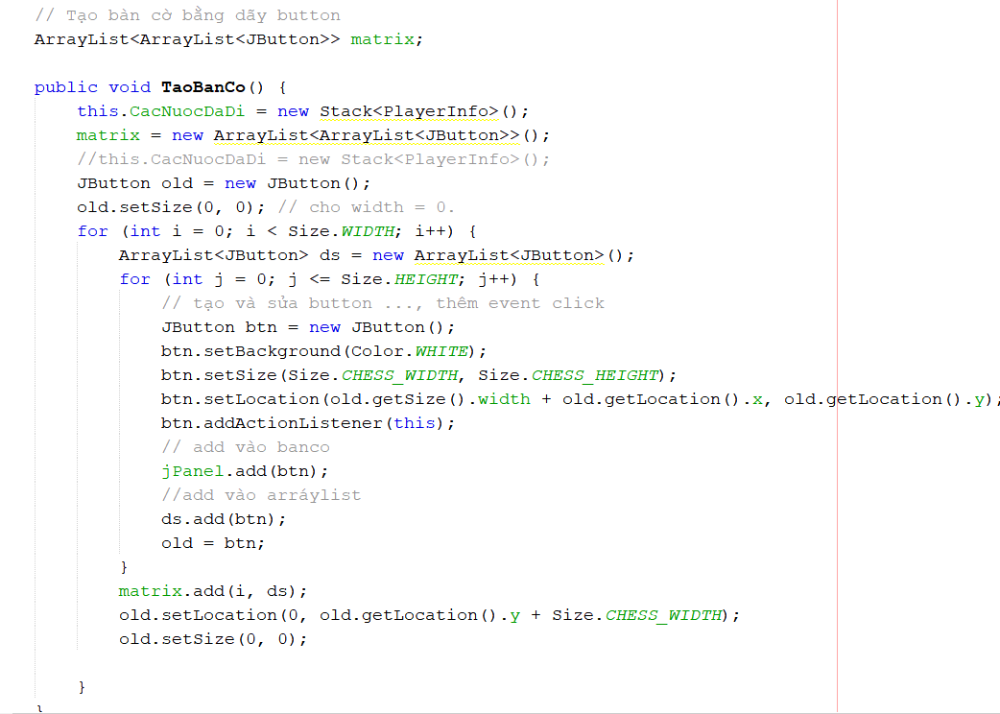 // Tạo bàn cờ bằng dãy button
ArrayList<ArrayList<JButton>> matrix;
public void TaoBanCo() {
this.CacNuocDaDi = new Stack<PlayerInfo>();
matrix = new ArrayList<ArrayList<JButton>>();
//this.CacNuocDaDi = new Stack<PlayerInfo>();
JButton old = new JButton();
old.setSize(0, 0); // cho width = 0.
for (int i = 0; i < Size.WIDTH; i++) {
ArrayList<JButton> ds = new ArrayList<JButton>();
for (int j = 0; j <= Size.HEIGHT; j++) {
// tạo và sửa button ..., thêm event click
JButton btn = new JButton();
btn.setBackground(Color.WHITE);
btn.setSize(Size.CHESS_WIDTH, Size.CHESS_HEIGHT);
btn.setLocation(old.getSize().width + old.getLocation().x, old.getLocation().y);
btn.addActionListener(this);
// add vào banco
jPanel.add(btn);
//add vào arráylist
ds.add(btn);
old = btn;
}
matrix.add(i, ds);
old.setLocation(0, old.getLocation().y + Size.CHESS_WIDTH);
old.setSize(0, 0);
}
}